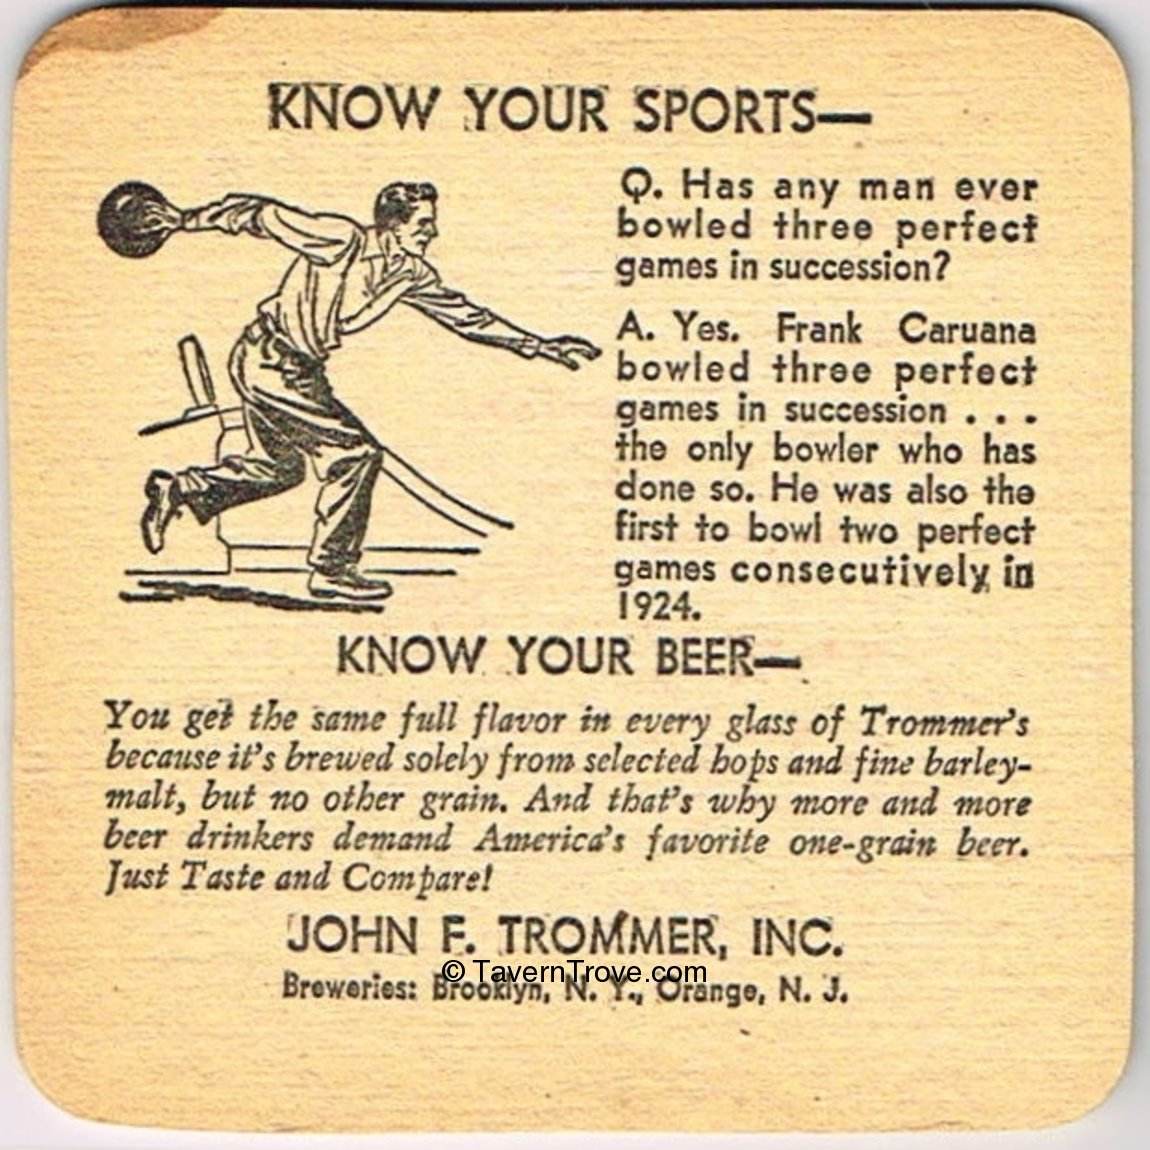 KNOW YOUR SPORTS—
Q. Has any man ever
bowled three perfect
games in succession?
A. Yes. Frank Caruana
bowled three perfect
games in succession . . .
the only bowler who has
done so. He was also the
first to bowl two perfect
games consecutively in
1924.
KNOW YOUR BEER—
You get the same full flavor in every glass of Trommer's
because it's brewed solely from selected hops and fine barley-
malt, but no other grain. And that's why more and more
beer drinkers demand America's favorite one-grain beer.
Just Taste and Compare!
JOHN F. TROMMER, INC.
© TavernTrove.com
Breweries: Brooklyn, N. Y., Orange, N. J.